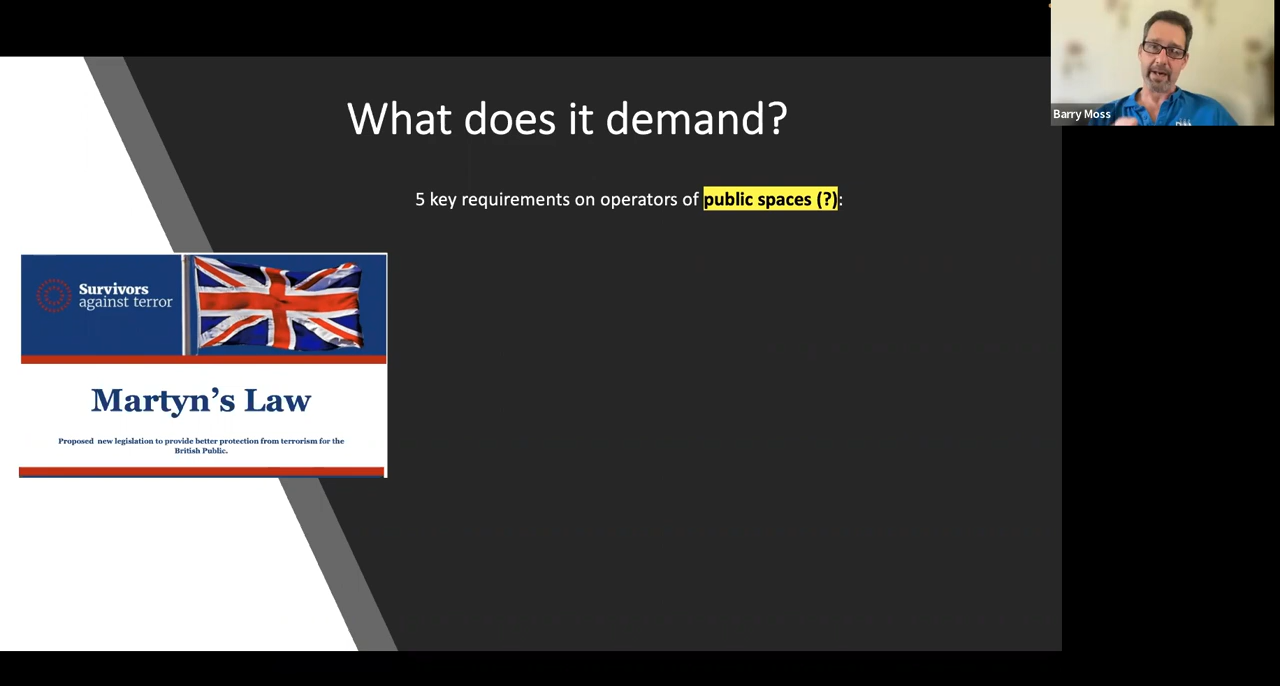 What does it demand?
Barry Moss
5 key requirements on operators of public spaces (?):
Survivors
against terror
Martyn's Law
Proposed new legislation to provide better protection from terrorism for the
British Public.